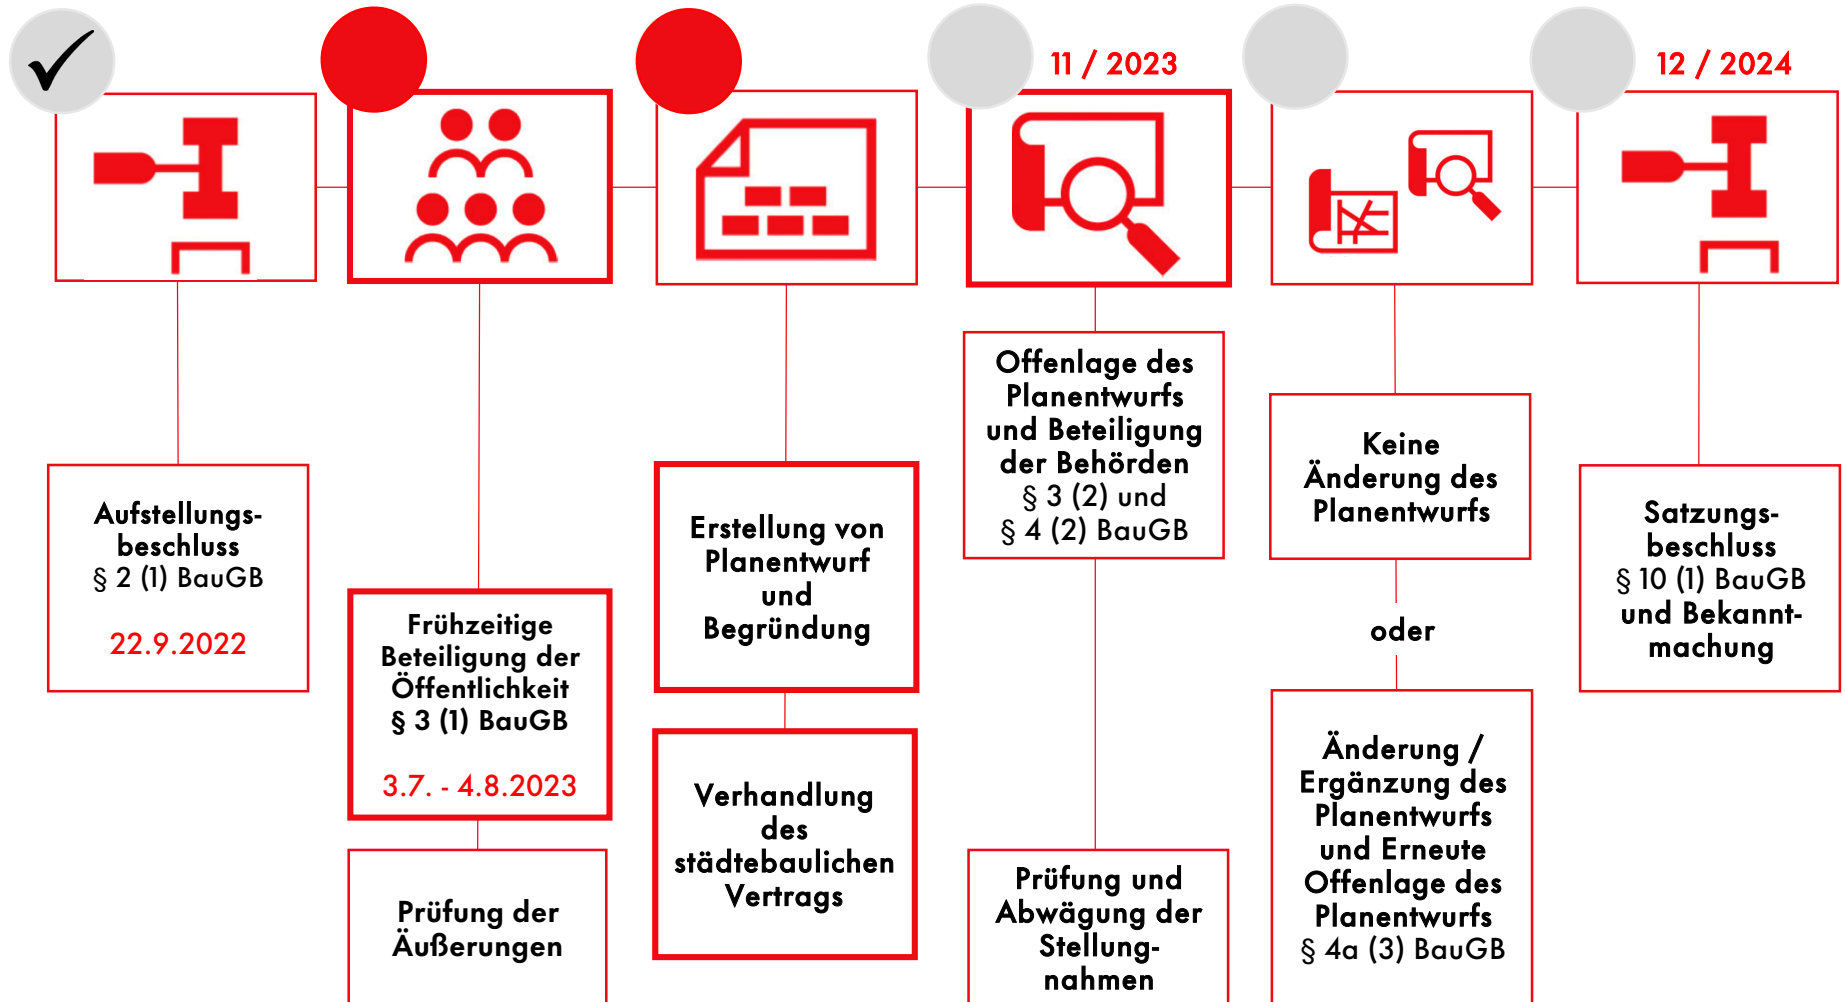 11 / 2023
12 / 2024
Aufstellungs-
beschluss
§ 2 (1) BauGB
22.9.2022
Frühzeitige
Beteiligung der
Öffentlichkeit
§ 3 (1) BauGB
3.7. - 4.8.2023
Prüfung der
Äußerungen
Erstellung von
Planentwurf
und
Begründung
Verhandlung
des
städtebaulichen
Vertrags
Offenlage des
Planentwurfs
und Beteiligung
der Behörden
§ 3 (2) und
§ 4 (2) BauGB
Prüfung und
Abwägung der
Stellung-
nahmen
Keine
Änderung des
Planentwurfs
oder
Änderung /
Ergänzung des
Planentwurfs
und Erneute
Offenlage des
Planentwurfs
§ 4a (3) BauGB
Satzungs-
beschluss
§ 10 (1) BauGB
und Bekannt-
machung